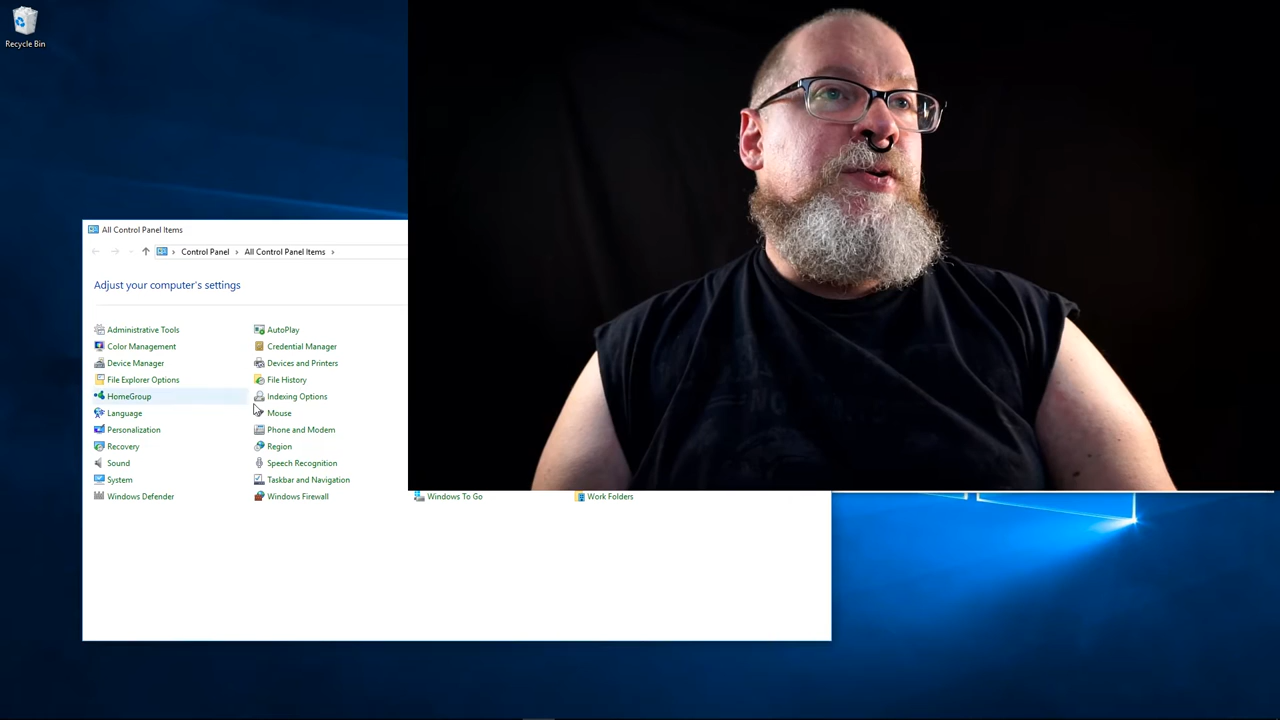 Recycle Bin
All Control Panel Items
Control Panel > All Control Panel Items >
Adjust your computer's settings
Administrative Tools
AutoPlay
Color Management
Credential Manager
Device Manager
Devices and Printers
File Explorer Options
File History
HomeGroup
Indexing Options
Language
Mouse
Personalization
Phone and Modem
Recovery
Region
Sound
Speech Recognition
System
Taskbar and Navigation
Windows Defender
Windows Firewall
Windows To Go
Work Folders